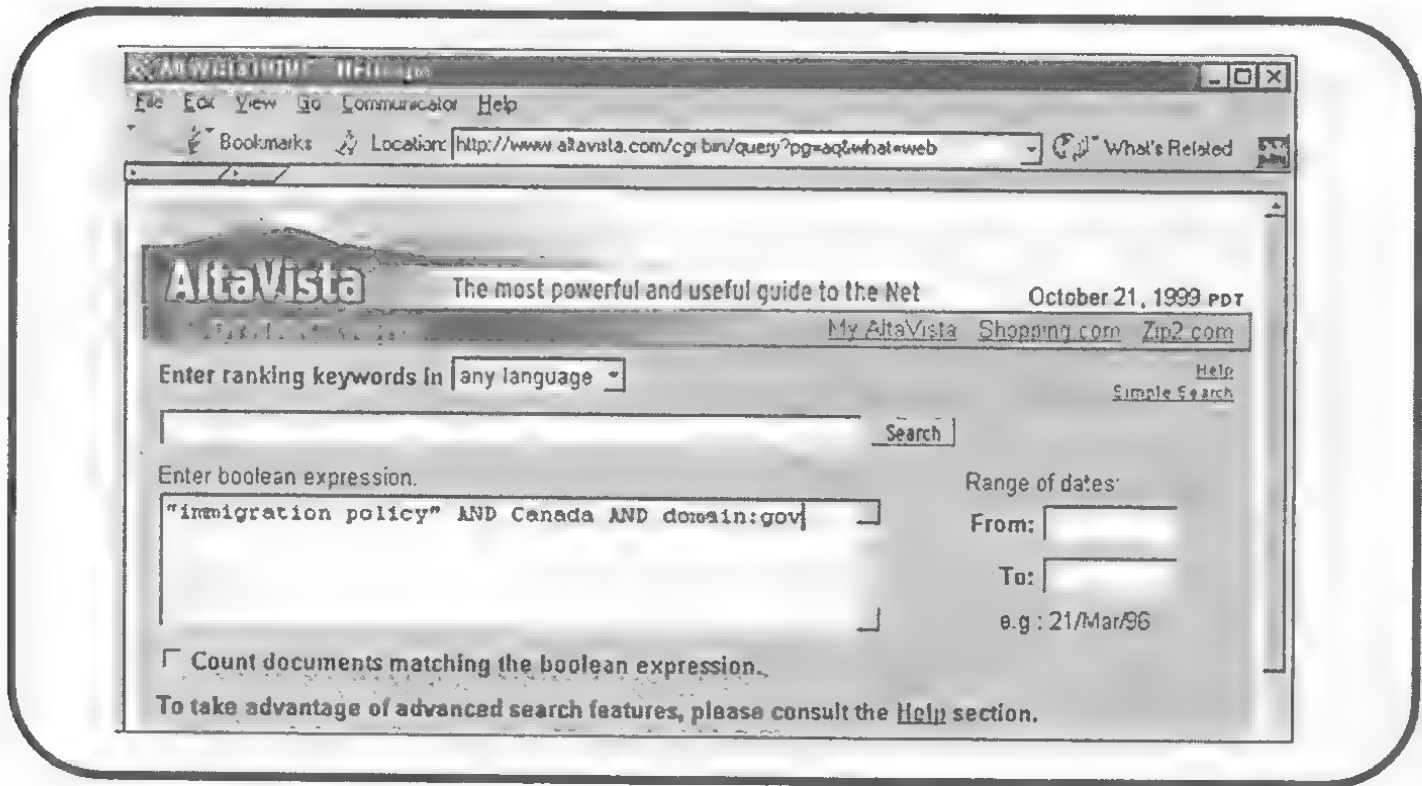 File Edit View Go Communicator Help
Bookmarks Location: http://www.altavista.com/cgi-bin/query?pg=aq&what=web What's Related
AltaVista The most powerful and useful guide to the Net October 21, 1999 PDT
My AltaVista Shopping.com Zip2.com
Enter ranking keywords in any language Help
Simple Search
Search
Enter boolean expression. Range of dates:
"immigration policy" AND Canada AND domain:gov
From:
To:
e.g : 21/Mar/96
Count documents matching the boolean expression.
To take advantage of advanced search features, please consult the Help section.